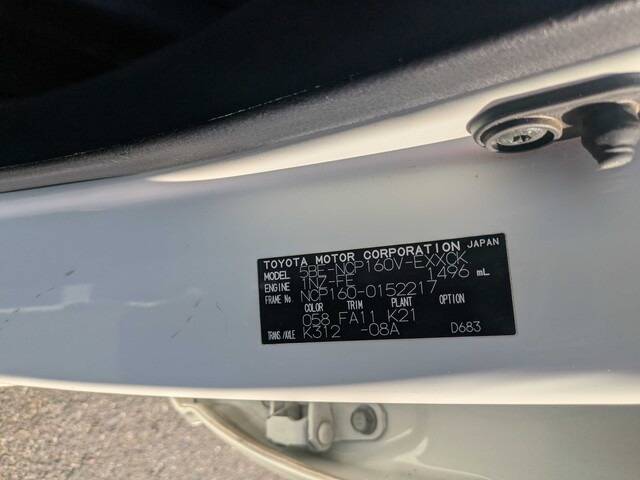 TOYOTA MOTOR CORPORATION JAPAN
MODEL 5BE-NCP160V-EXXCK
ENGINE 1NZ-FE 1496 mL
FRAME No. NCP160-0152217
COLOR TRIM PLANT OPTION
058 FA11 K21
TRANS/AXLE K312 -08A D683